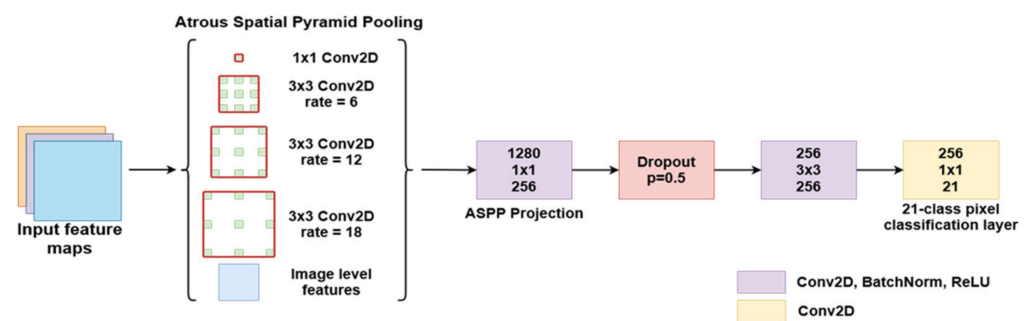 Atrous Spatial Pyramid Pooling
1x1 Conv2D
3x3 Conv2D
rate = 6
3x3 Conv2D
rate = 12
3x3 Conv2D
rate = 18
Image level
features
Input feature
maps
1280
1x1
256
ASPP Projection
Dropout
p=0.5
256
3x3
256
256
1x1
21
21-class pixel
classification layer
Conv2D, BatchNorm, ReLU
Conv2D